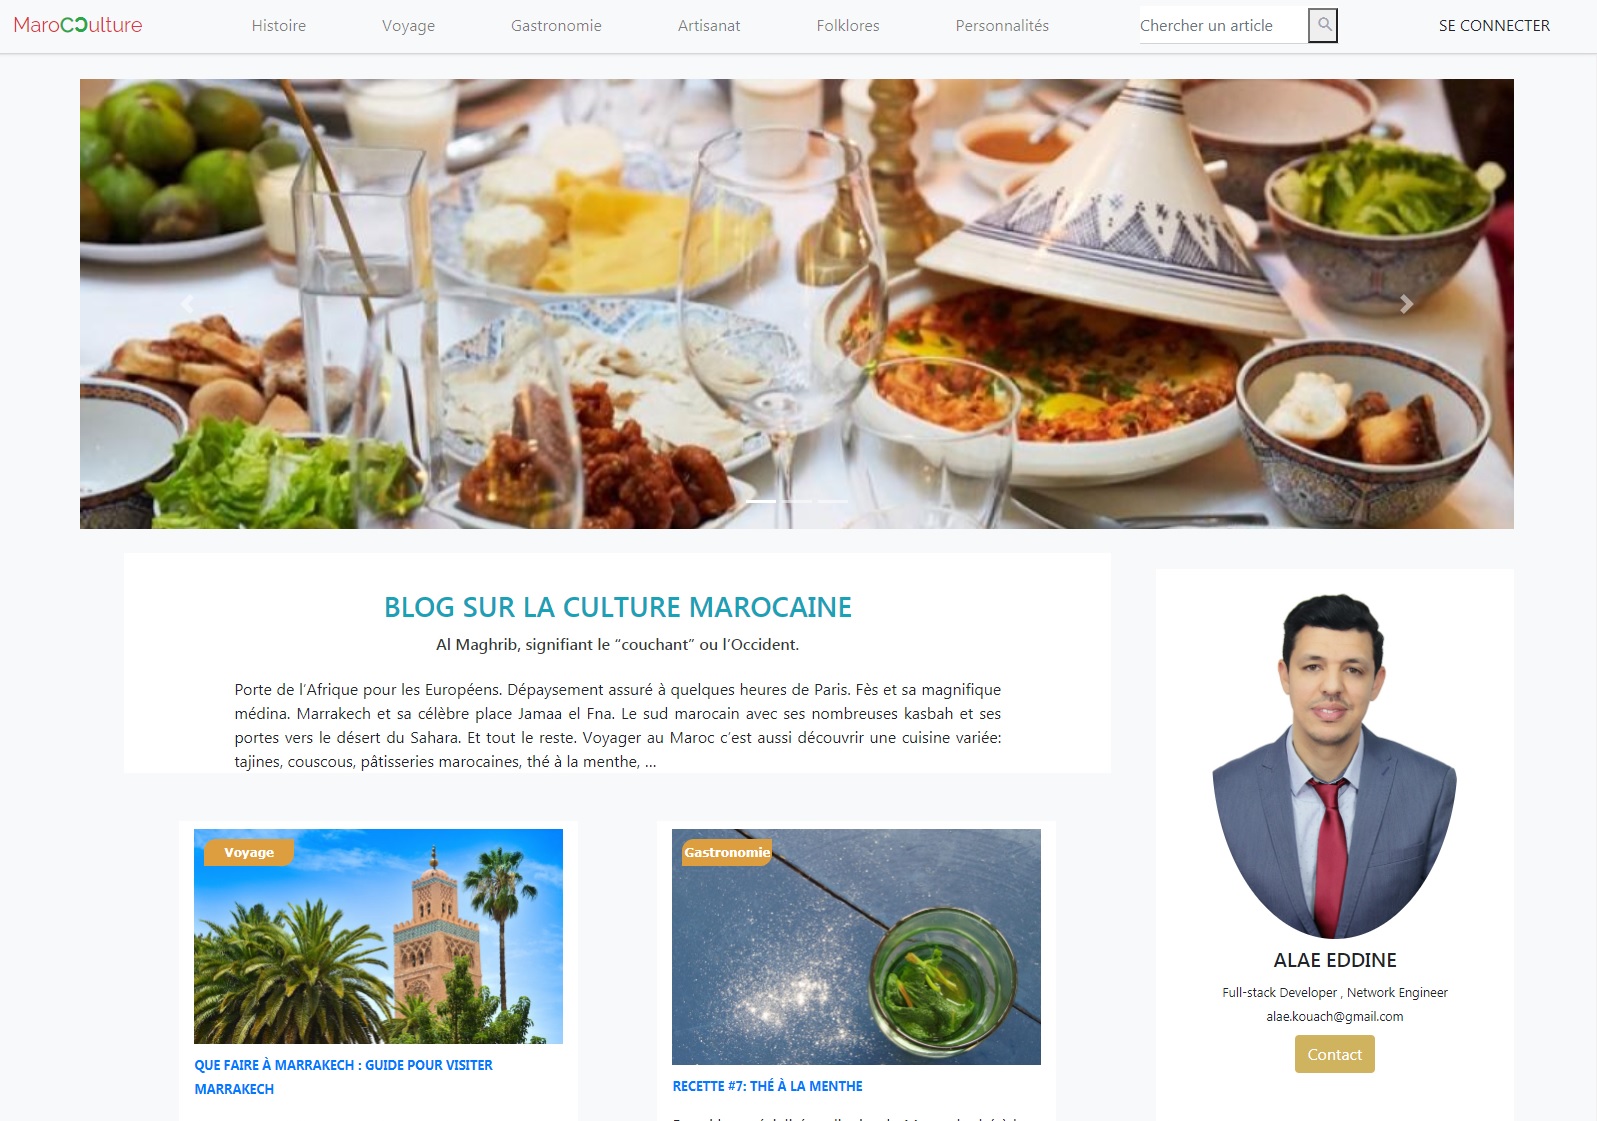 MaroCCulture
Histoire
Voyage
Gastronomie
Artisanat
Folklores
Personnalités
Chercher un article
SE CONNECTER
BLOG SUR LA CULTURE MAROCAINE
Al Maghrib, signifiant le “couchant” ou l’Occident.
Porte de l’Afrique pour les Européens. Dépaysement assuré à quelques heures de Paris. Fès et sa magnifique
médina. Marrakech et sa célèbre place Jamaa el Fna. Le sud marocain avec ses nombreuses kasbah et ses
portes vers le désert du Sahara. Et tout le reste. Voyager au Maroc c’est aussi découvrir une cuisine variée:
tajines, couscous, pâtisseries marocaines, thé à la menthe, ...
Voyage
QUE FAIRE À MARRAKECH : GUIDE POUR VISITER
MARRAKECH
Gastronomie
RECETTE #7: THÉ À LA MENTHE
ALAE EDDINE
Full-stack Developer , Network Engineer
alae.kouach@gmail.com
Contact